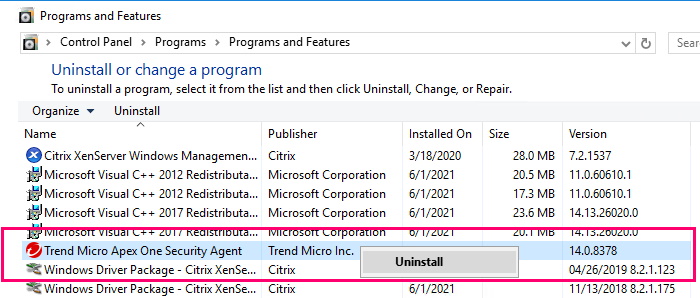 Programs and Features
Control Panel > Programs > Programs and Features
Sear
Uninstall or change a program
To uninstall a program, select it from the list and then click Uninstall, Change, or Repair.
Organize Uninstall
Name Publisher Installed On Size Version
Citrix XenServer Windows Managemen... Citrix 3/18/2020 28.0 MB 7.2.1537
Microsoft Visual C++ 2012 Redistributa... Microsoft Corporation 6/1/2021 20.5 MB 11.0.60610.1
Microsoft Visual C++ 2012 Redistributa... Microsoft Corporation 6/1/2021 17.3 MB 11.0.60610.1
Microsoft Visual C++ 2017 Redistributa... Microsoft Corporation 6/1/2021 23.6 MB 14.13.26020.0
Microsoft Visual C++ 2017 Redistributa... Microsoft Corporation 6/1/2021 20.1 MB 14.13.26020.0
Trend Micro Apex One Security Agent Trend Micro Inc. 14.0.8378
Uninstall
Windows Driver Package - Citrix XenSe... Citrix 04/26/2019 8.2.1.123
Windows Driver Package - Citrix XenSe... Citrix 6/1/2021 11/13/2018 8.2.1.175